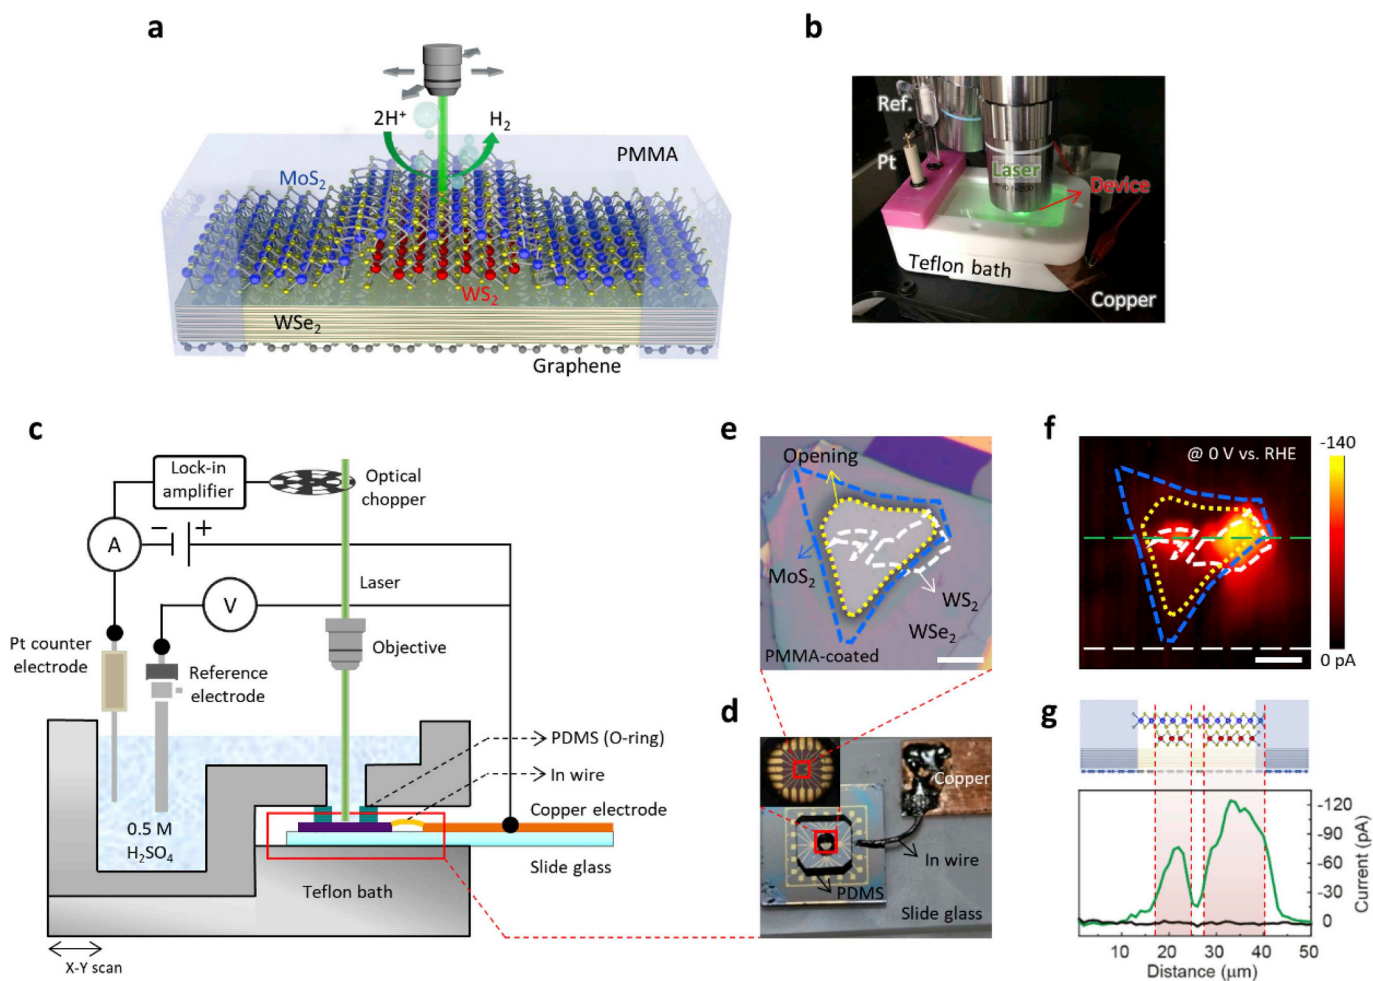 a
2H⁺
H₂
PMMA
MoS₂
WS₂
WSe₂
Graphene
b
Ref.
Pt
Laser
Device
Teflon bath
Copper
c
Lock-in
amplifier
Optical
chopper
− +
A
Laser
V
Pt counter
electrode
Objective
Reference
electrode
PDMS (O-ring)
In wire
Copper electrode
0.5 M
H₂SO₄
Slide glass
Teflon bath
X-Y scan
e
Opening
MoS₂
WS₂
WSe₂
PMMA-coated
f
@ 0 V vs. RHE
-140
0 pA
d
Copper
In wire
PDMS
Slide glass
g
-120
-90
-60
-30
0
Current (pA)
10 20 30 40 50
Distance (μm)